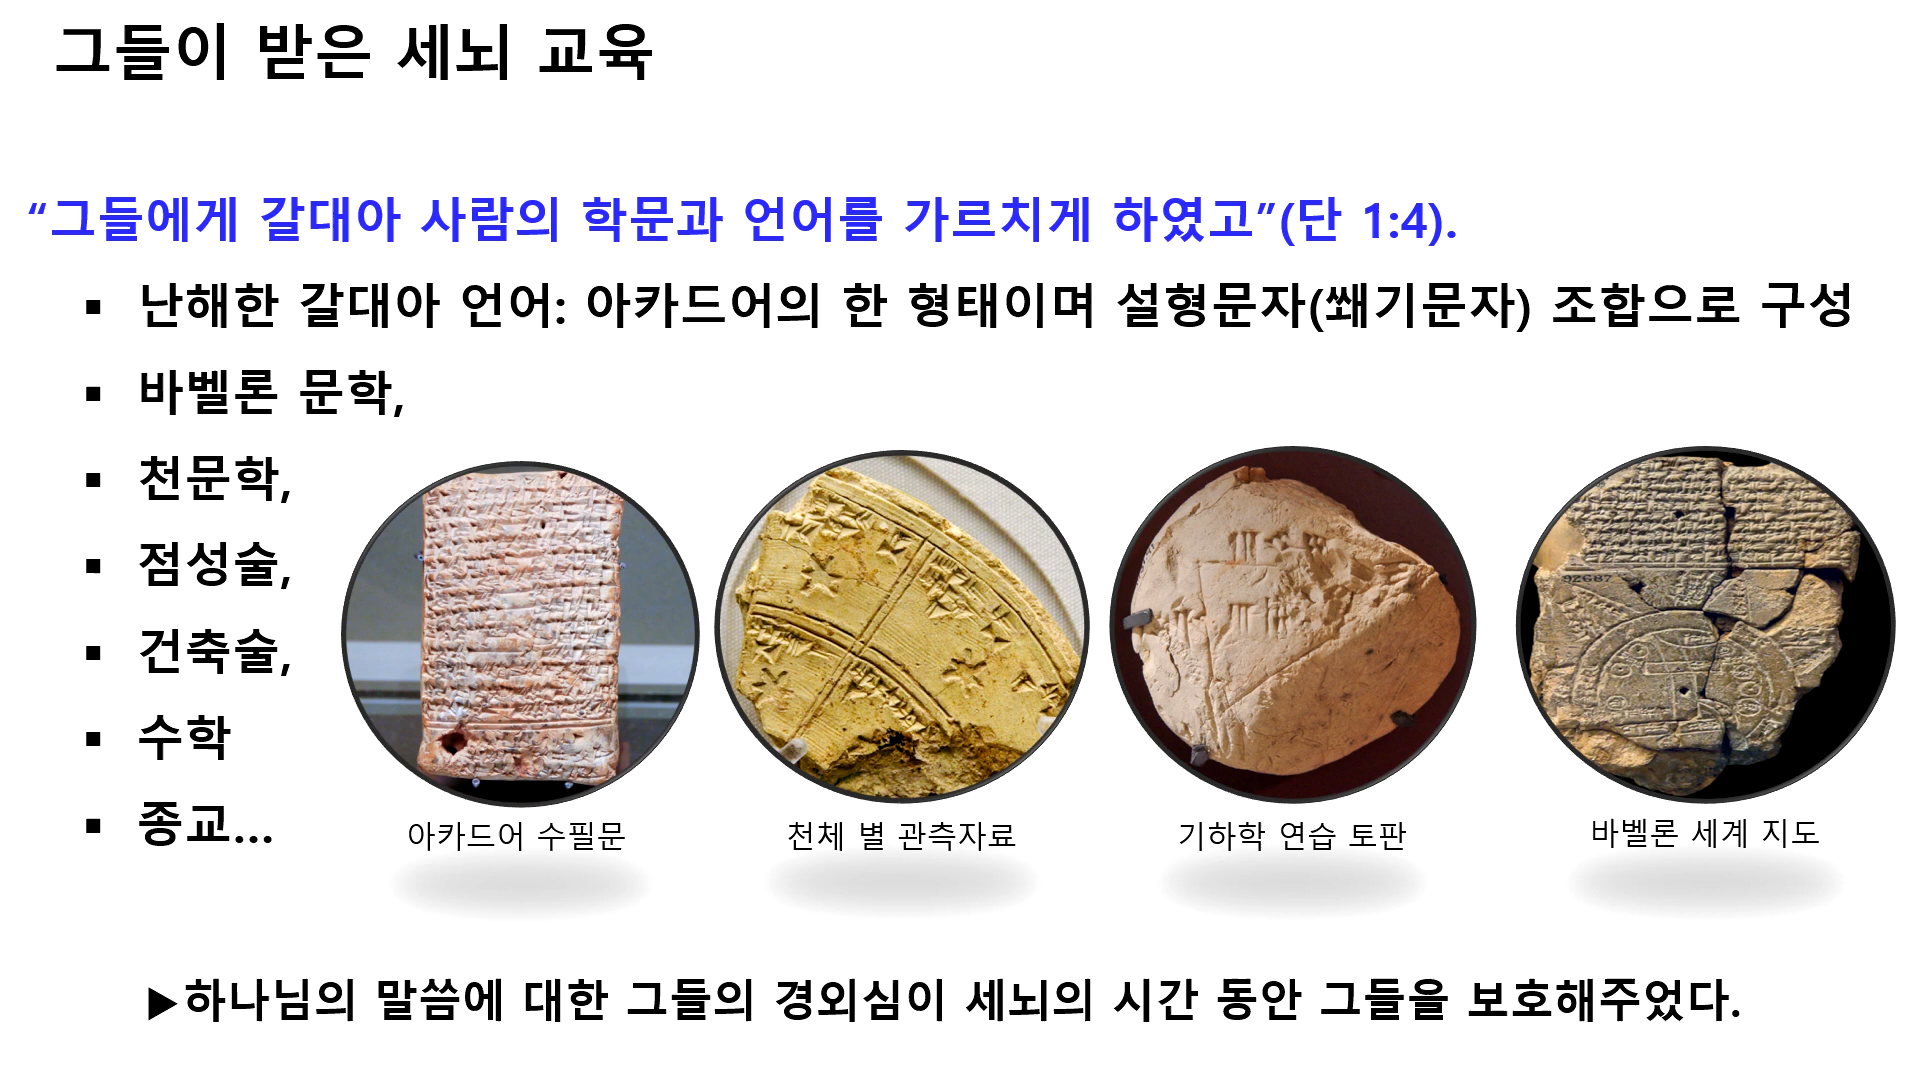 그들이 받은 세뇌 교육
“그들에게 갈대아 사람의 학문과 언어를 가르치게 하였고”(단 1:4).
▪ 난해한 갈대아 언어: 아카드어의 한 형태이며 설형문자(쐐기문자) 조합으로 구성
▪ 바벨론 문학,
▪ 천문학,
▪ 점성술,
▪ 건축술,
▪ 수학
▪ 종교...
92687
아카드어 수필문
천체 별 관측자료
기하학 연습 토판
바벨론 세계 지도
▶하나님의 말씀에 대한 그들의 경외심이 세뇌의 시간 동안 그들을 보호해주었다.